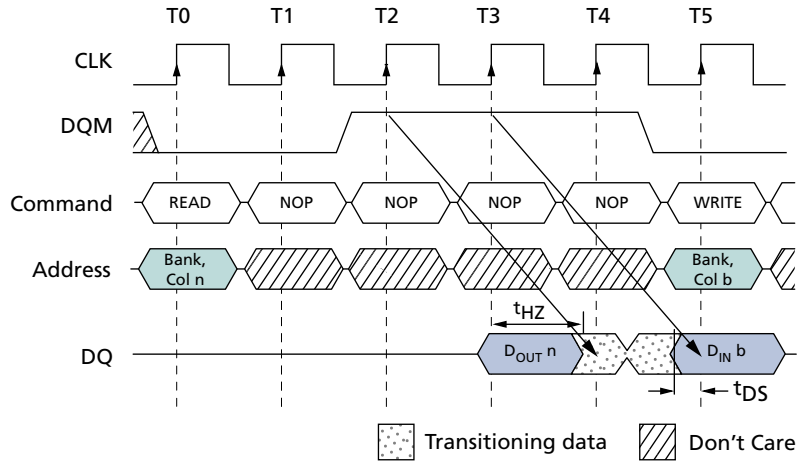 T0 T1 T2 T3 T4 T5
CLK
DQM
Command READ NOP NOP NOP NOP WRITE
Address Bank, Col n Bank, Col b
tHZ
DQ DOUT n DIN b
tDS
Transitioning data Don't Care